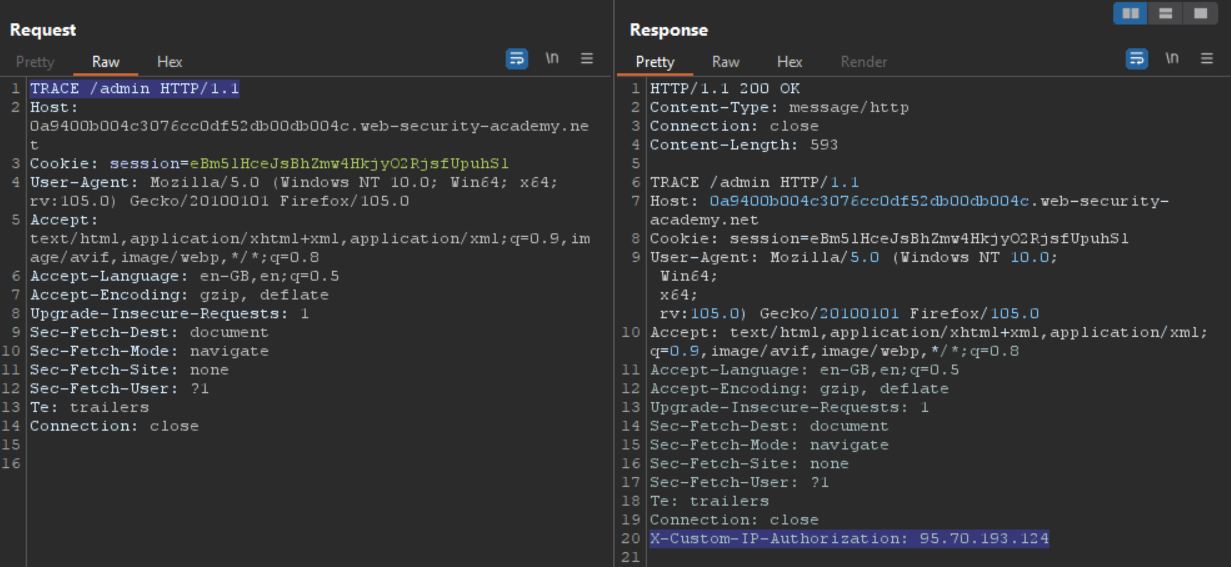 Request
Pretty Raw Hex
\n
1 TRACE /admin HTTP/1.1
2 Host:
0a9400b004c3076cc0df52db00db004c.web-security-academy.ne
t
3 Cookie: session=eBm5lHceJsBhZmw4HkjyO2RjsfUpuhSl
4 User-Agent: Mozilla/5.0 (Windows NT 10.0; Win64; x64;
rv:105.0) Gecko/20100101 Firefox/105.0
5 Accept:
text/html,application/xhtml+xml,application/xml;q=0.9,im
age/avif,image/webp,*/*;q=0.8
6 Accept-Language: en-GB,en;q=0.5
7 Accept-Encoding: gzip, deflate
8 Upgrade-Insecure-Requests: 1
9 Sec-Fetch-Dest: document
10 Sec-Fetch-Mode: navigate
11 Sec-Fetch-Site: none
12 Sec-Fetch-User: ?1
13 Te: trailers
14 Connection: close
15
16
Response
Pretty Raw Hex Render
\n
1 HTTP/1.1 200 OK
2 Content-Type: message/http
3 Connection: close
4 Content-Length: 593
5
6 TRACE /admin HTTP/1.1
7 Host: 0a9400b004c3076cc0df52db00db004c.web-security-
academy.net
8 Cookie: session=eBm5lHceJsBhZmw4HkjyO2RjsfUpuhSl
9 User-Agent: Mozilla/5.0 (Windows NT 10.0;
Win64;
x64;
rv:105.0) Gecko/20100101 Firefox/105.0
10 Accept: text/html,application/xhtml+xml,application/xml;
q=0.9,image/avif,image/webp,*/*;q=0.8
11 Accept-Language: en-GB,en;q=0.5
12 Accept-Encoding: gzip, deflate
13 Upgrade-Insecure-Requests: 1
14 Sec-Fetch-Dest: document
15 Sec-Fetch-Mode: navigate
16 Sec-Fetch-Site: none
17 Sec-Fetch-User: ?1
18 Te: trailers
19 Connection: close
20 X-Custom-IP-Authorization: 95.70.193.124
21